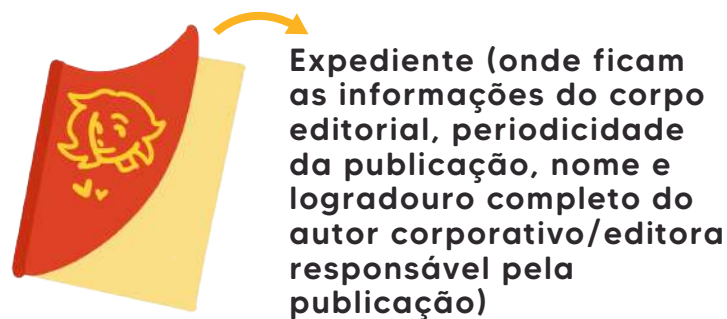 Expediente (onde ficam
as informações do corpo
editorial, periodicidade
da publicação, nome e
logradouro completo do
autor corporativo/editora
responsável pela
publicação)